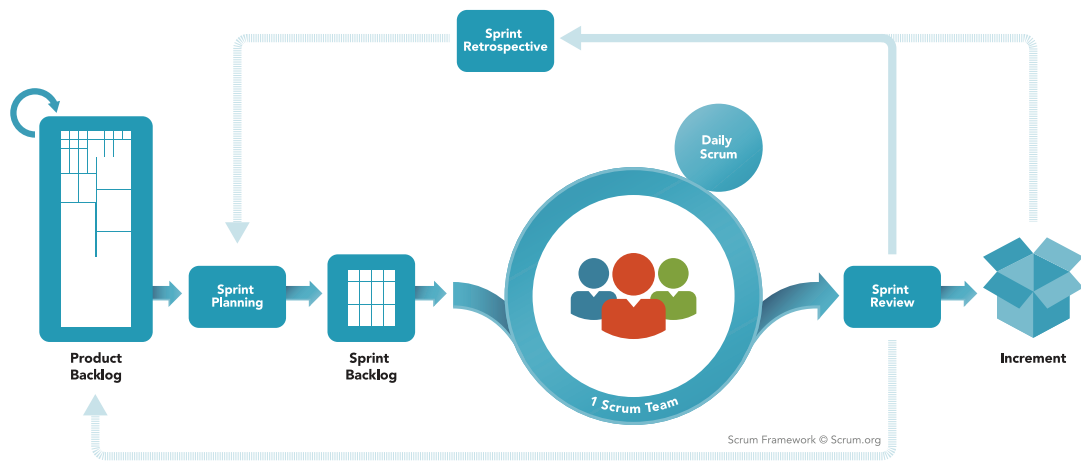 Sprint
Retrospective
Daily
Scrum
Sprint
Planning
Sprint
Review
Product
Backlog
Sprint
Backlog
1 Scrum Team
Increment
Scrum Framework © Scrum.org